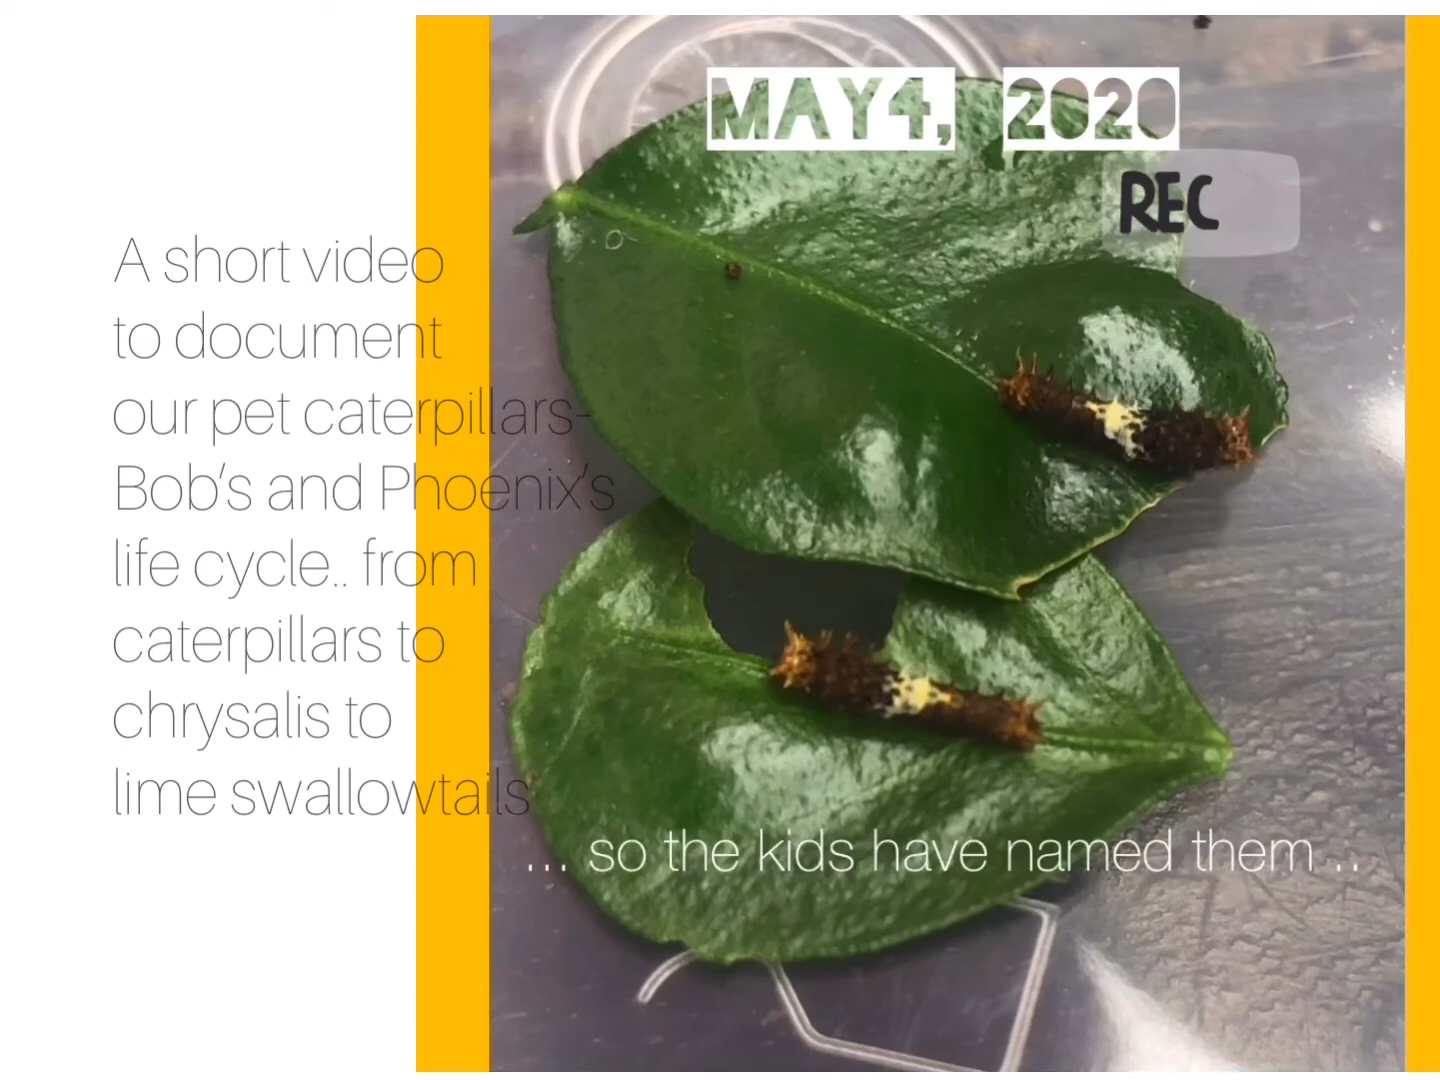 MAY4, 2020
REC
A short video
to document
our pet caterpillars-
Bob's and Phoenix's
life cycle.. from
caterpillars to
chrysalis to
lime swallowtails
... so the kids have named them ..